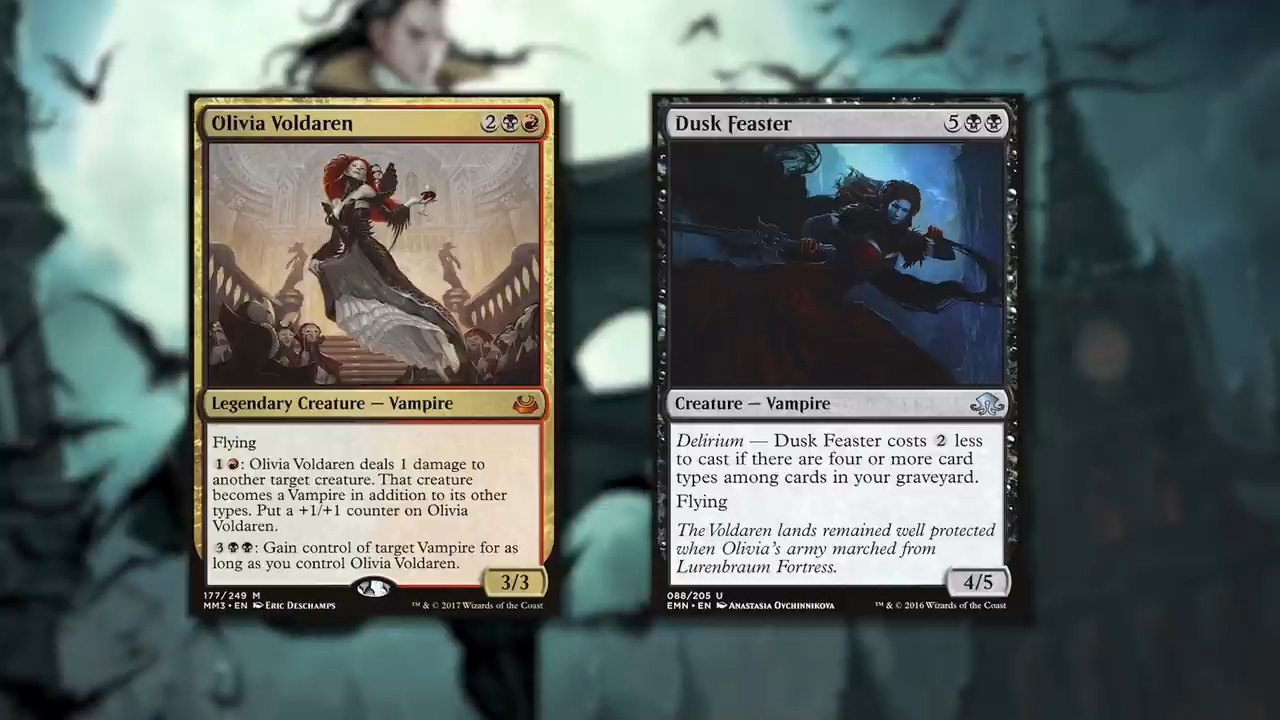 Olivia Voldaren 2
Legendary Creature — Vampire
Flying
1 : Olivia Voldaren deals 1 damage to
another target creature. That creature
becomes a Vampire in addition to its other
types. Put a +1/+1 counter on Olivia
Voldaren.
3 : Gain control of target Vampire for as
long as you control Olivia Voldaren.
3/3
177/249 M
MM3 • EN Eric Deschamps ™ & © 2017 Wizards of the Coast
Dusk Feaster 5
Creature — Vampire
Delirium — Dusk Feaster costs 2 less
to cast if there are four or more card
types among cards in your graveyard.
Flying
The Voldaren lands remained well protected
when Olivia's army marched from
Lurenbraum Fortress.
4/5
088/205 U
EMN • EN Anastasia Ovchinnikova ™ & © 2016 Wizards of the Coast